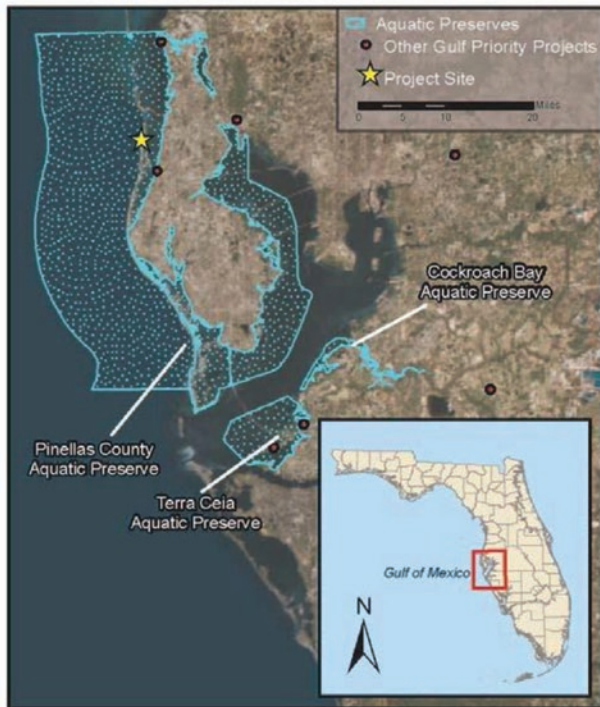 Aquatic Preserves
Other Gulf Priority Projects
Project Site
Miles
0 10 20
Cockroach Bay
Aquatic Preserve
Pinellas County
Aquatic Preserve
Terra Ceia
Aquatic Preserve
Gulf of Mexico
N